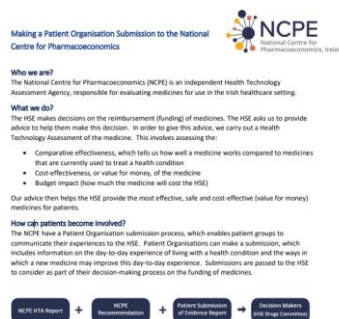 Making a Patient Organisation Submission to the National
Centre for Pharmacoeconomics
NCPE
National Centre for
Pharmacoeconomics, Irela
Who we are?
The National Centre for Pharmacoeconomics (NCPE) is an independent Health Technology
Assessment Agency, responsible for evaluating medicines for use in the Irish healthcare setting.
What we do?
The HSE makes decisions on the reimbursement (funding) of medicines. The HSE asks us to provide
advice to help them make this decision. In order to give this advice, we carry out a Health
Technology Assessment of the medicine. This involves assessing the:
• Comparative effectiveness, which tells us how well a medicine works compared to medicines
that are currently used to treat a health condition
• Cost-effectiveness, or value for money, of the medicine
• Budget impact (how much the medicine will cost the HSE)
Our advice then helps the HSE provide the most effective, safe and cost-effective (value for money)
medicines for patients.
How can patients become involved?
The NCPE have a Patient Organisation submission process, which enables patient groups to
communicate their experiences to the HSE. Patient Organisations can make a submission, which
includes information on the day-to-day experience of living with a health condition and the ways in
which a new medicine may improve this day-to-day experience. Submissions are passed to the HSE
to consider as part of their decision-making process on the funding of medicines.
NCPE HTA Report
+
NCPE
Recommendation
+
Patient Submission
of Evidence Report
→
Decision Makers
(HSE Drugs Committee)